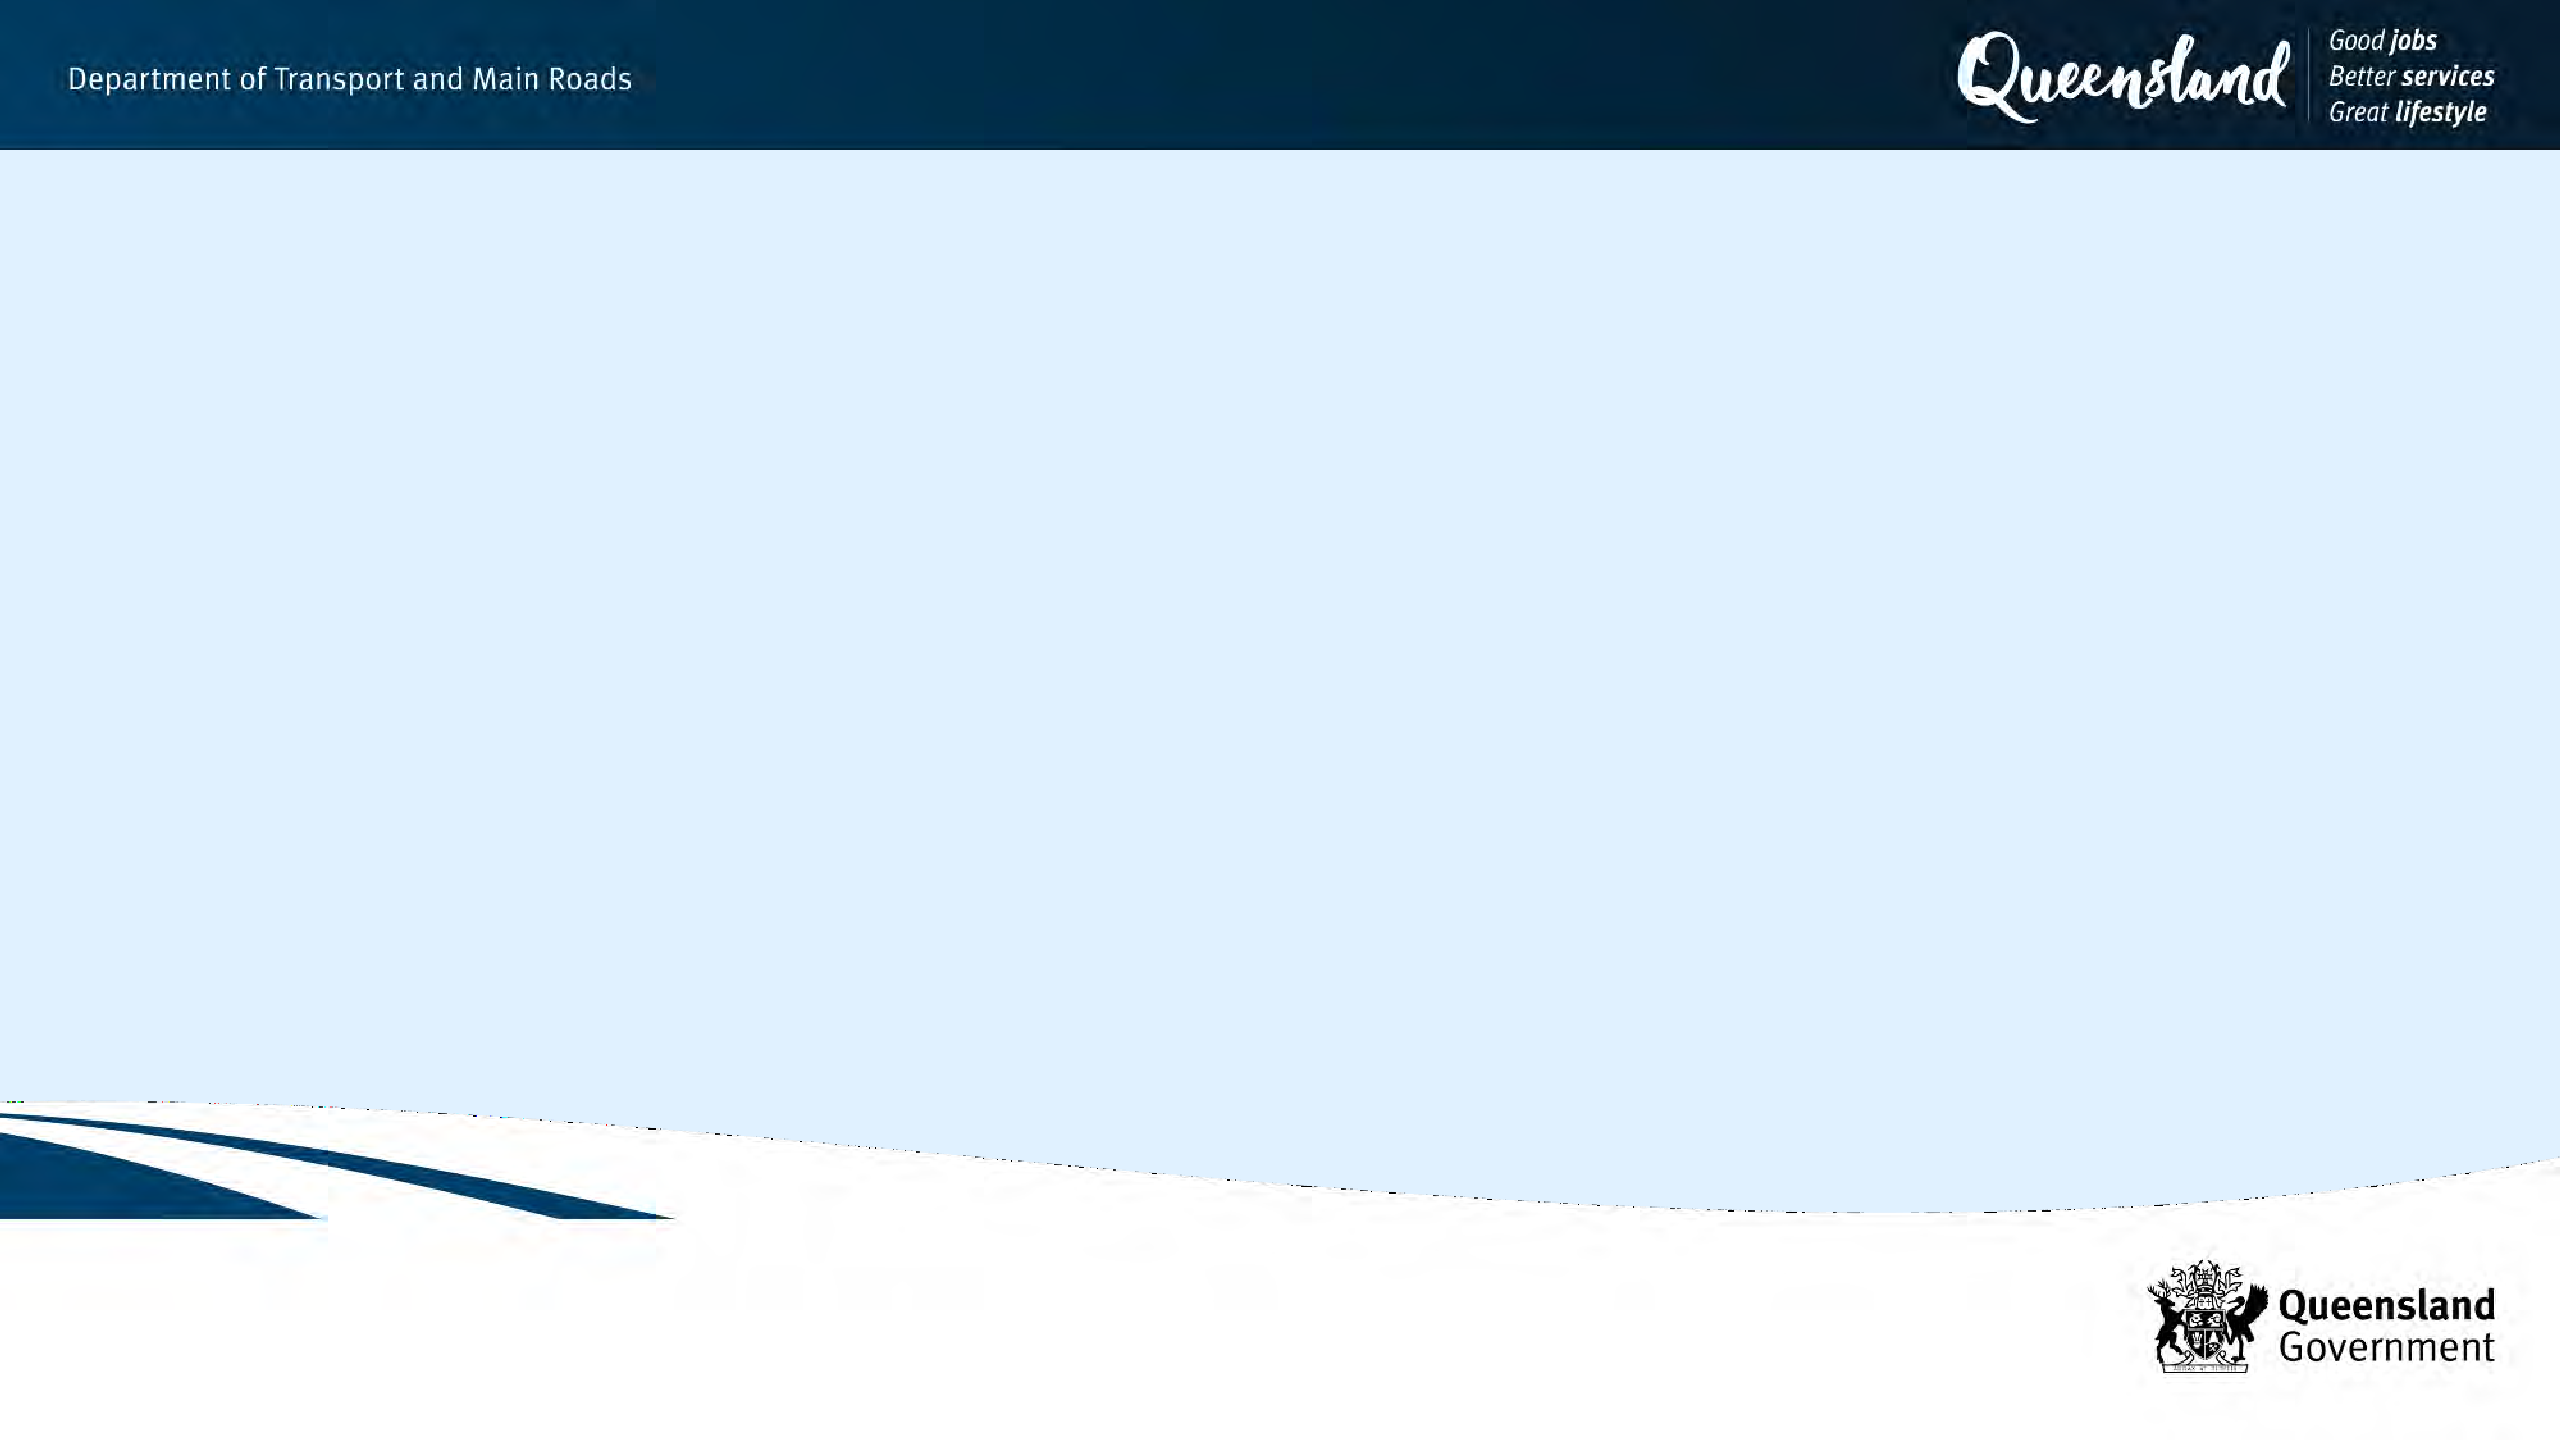 Department of Transport and Main Roads
Queensland
Good jobs
Better services
Great lifestyle
Queensland
Government